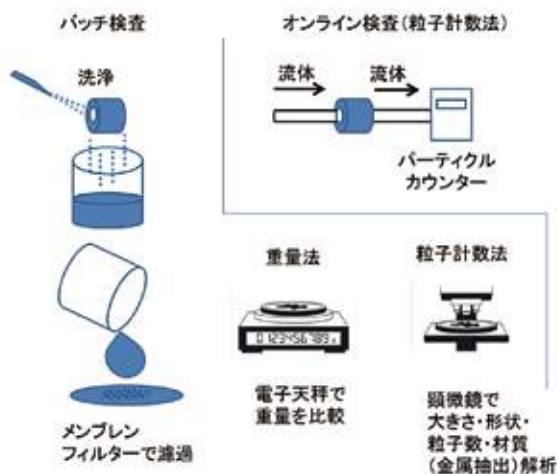 バッチ検査
洗浄
メンブレン
フィルターで濾過
オンライン検査(粒子計数法)
流体
流体
パーティクル
カウンター
重量法
0123456789g
電子天秤で
重量を比較
粒子計数法
顕微鏡で
大きさ・形状・
粒子数・材質
(金属抽出)解析